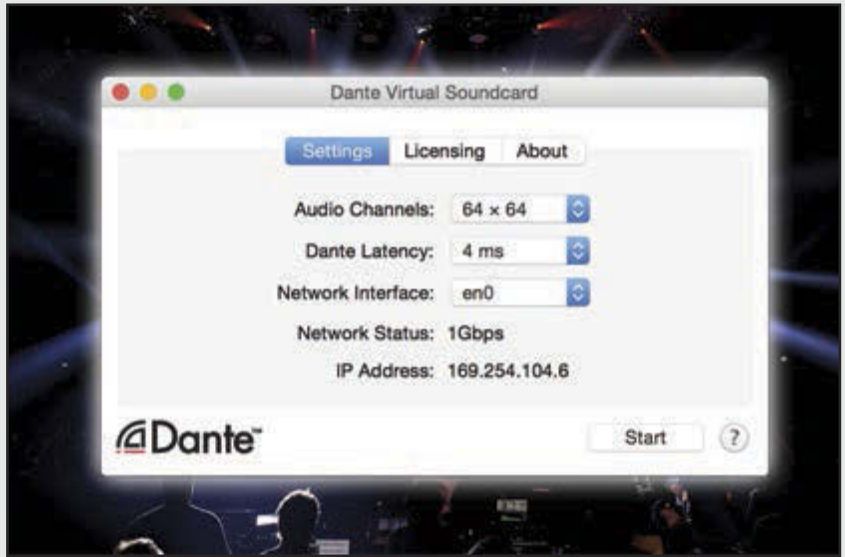 Dante Virtual Soundcard
Settings Licensing About
Audio Channels: 64 × 64
Dante Latency: 4 ms
Network Interface: en0
Network Status: 1Gbps
IP Address: 169.254.104.6
Dante™ Start ?